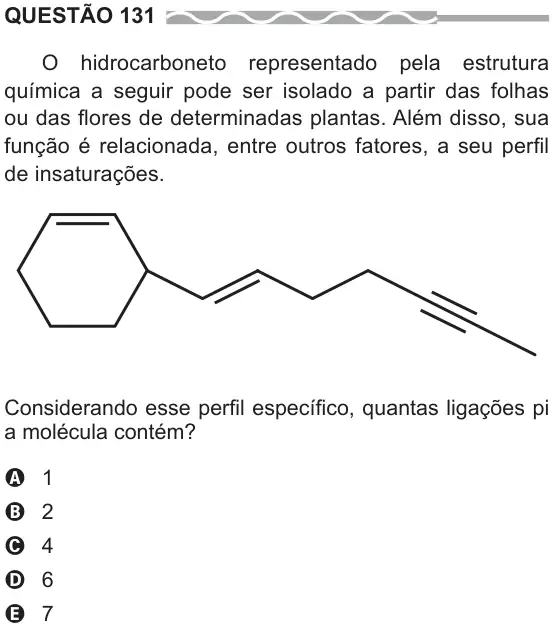 QUESTÃO 131
O hidrocarboneto representado pela estrutura
química a seguir pode ser isolado a partir das folhas
ou das flores de determinadas plantas. Além disso, sua
função é relacionada, entre outros fatores, a seu perfil
de insaturações.
Considerando esse perfil específico, quantas ligações pi
a molécula contém?
A 1
B 2
C 4
D 6
E 7